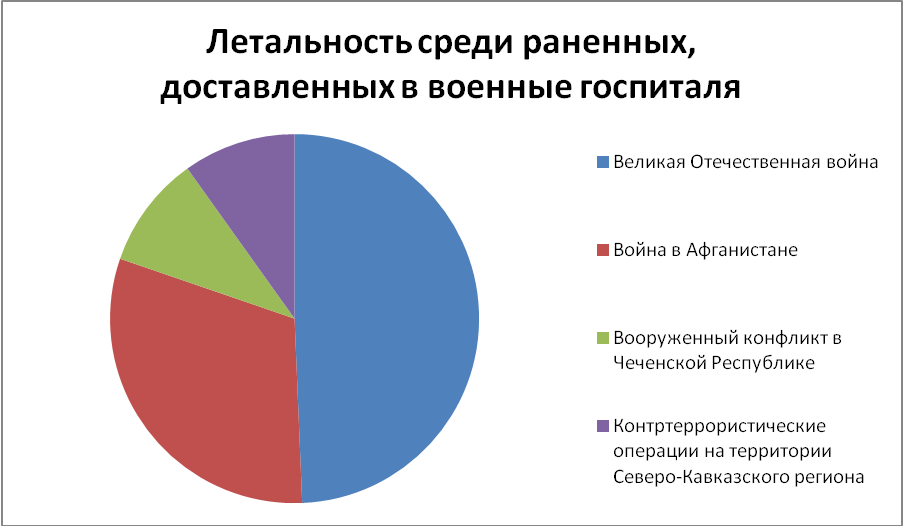 Летальность среди раненных,
доставленных в военные госпиталя
Великая Отечественная война
Война в Афганистане
Вооруженный конфликт в
Чеченской Республике
Контртеррористические
операции на территории
Северо-Кавказского региона